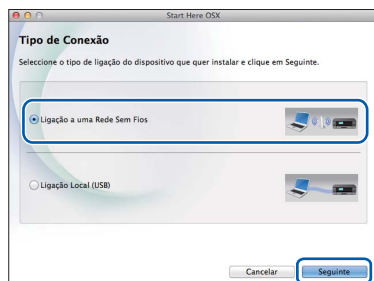 Start Here OSX
Tipo de Conexão
Seleccione o tipo de ligação do dispositivo que quer instalar e clique em Seguinte.
Ligação a uma Rede Sem Fios
Ligação Local (USB)
Cancelar
Seguinte